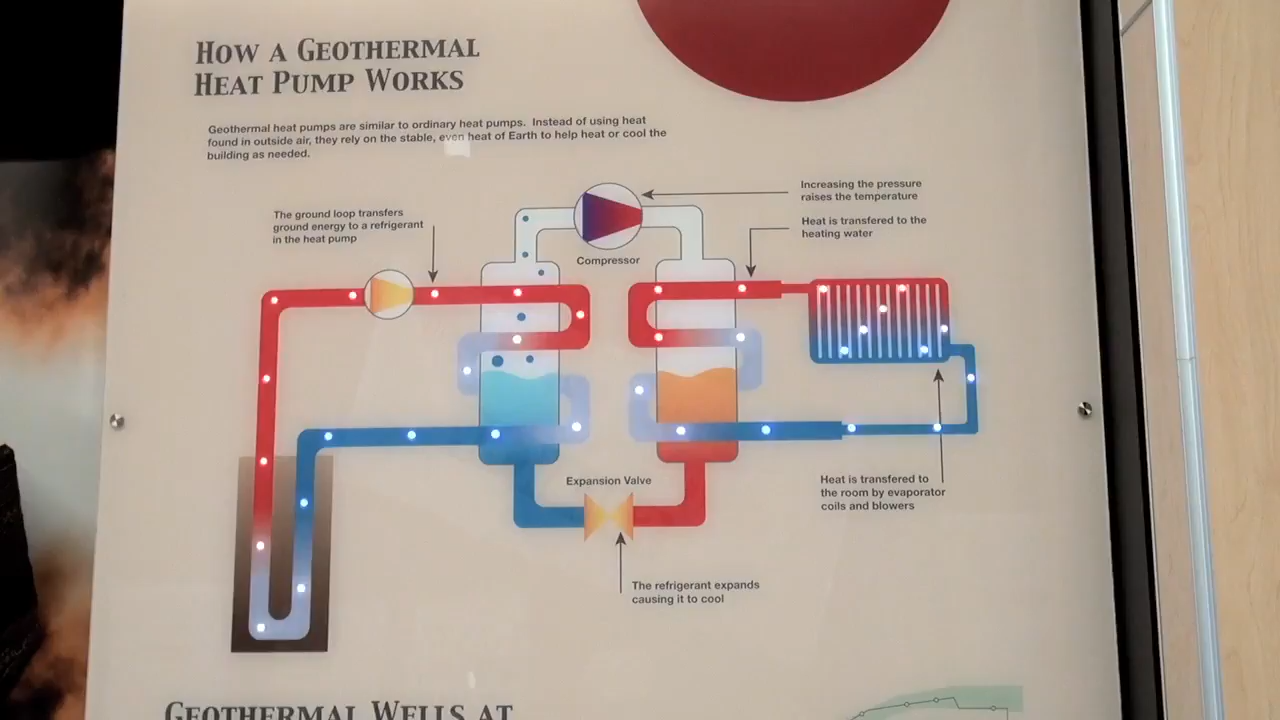 How a Geothermal
Heat Pump Works
Geothermal heat pumps are similar to ordinary heat pumps. Instead of using heat
found in outside air, they rely on the stable, even heat of Earth to help heat or cool the
building as needed.
Increasing the pressure
raises the temperature
The ground loop transfers
ground energy to a refrigerant
in the heat pump
Heat is transfered to the
heating water
Compressor
Expansion Valve
Heat is transfered to
the room by evaporator
coils and blowers
The refrigerant expands
causing it to cool
Geothermal Wells at